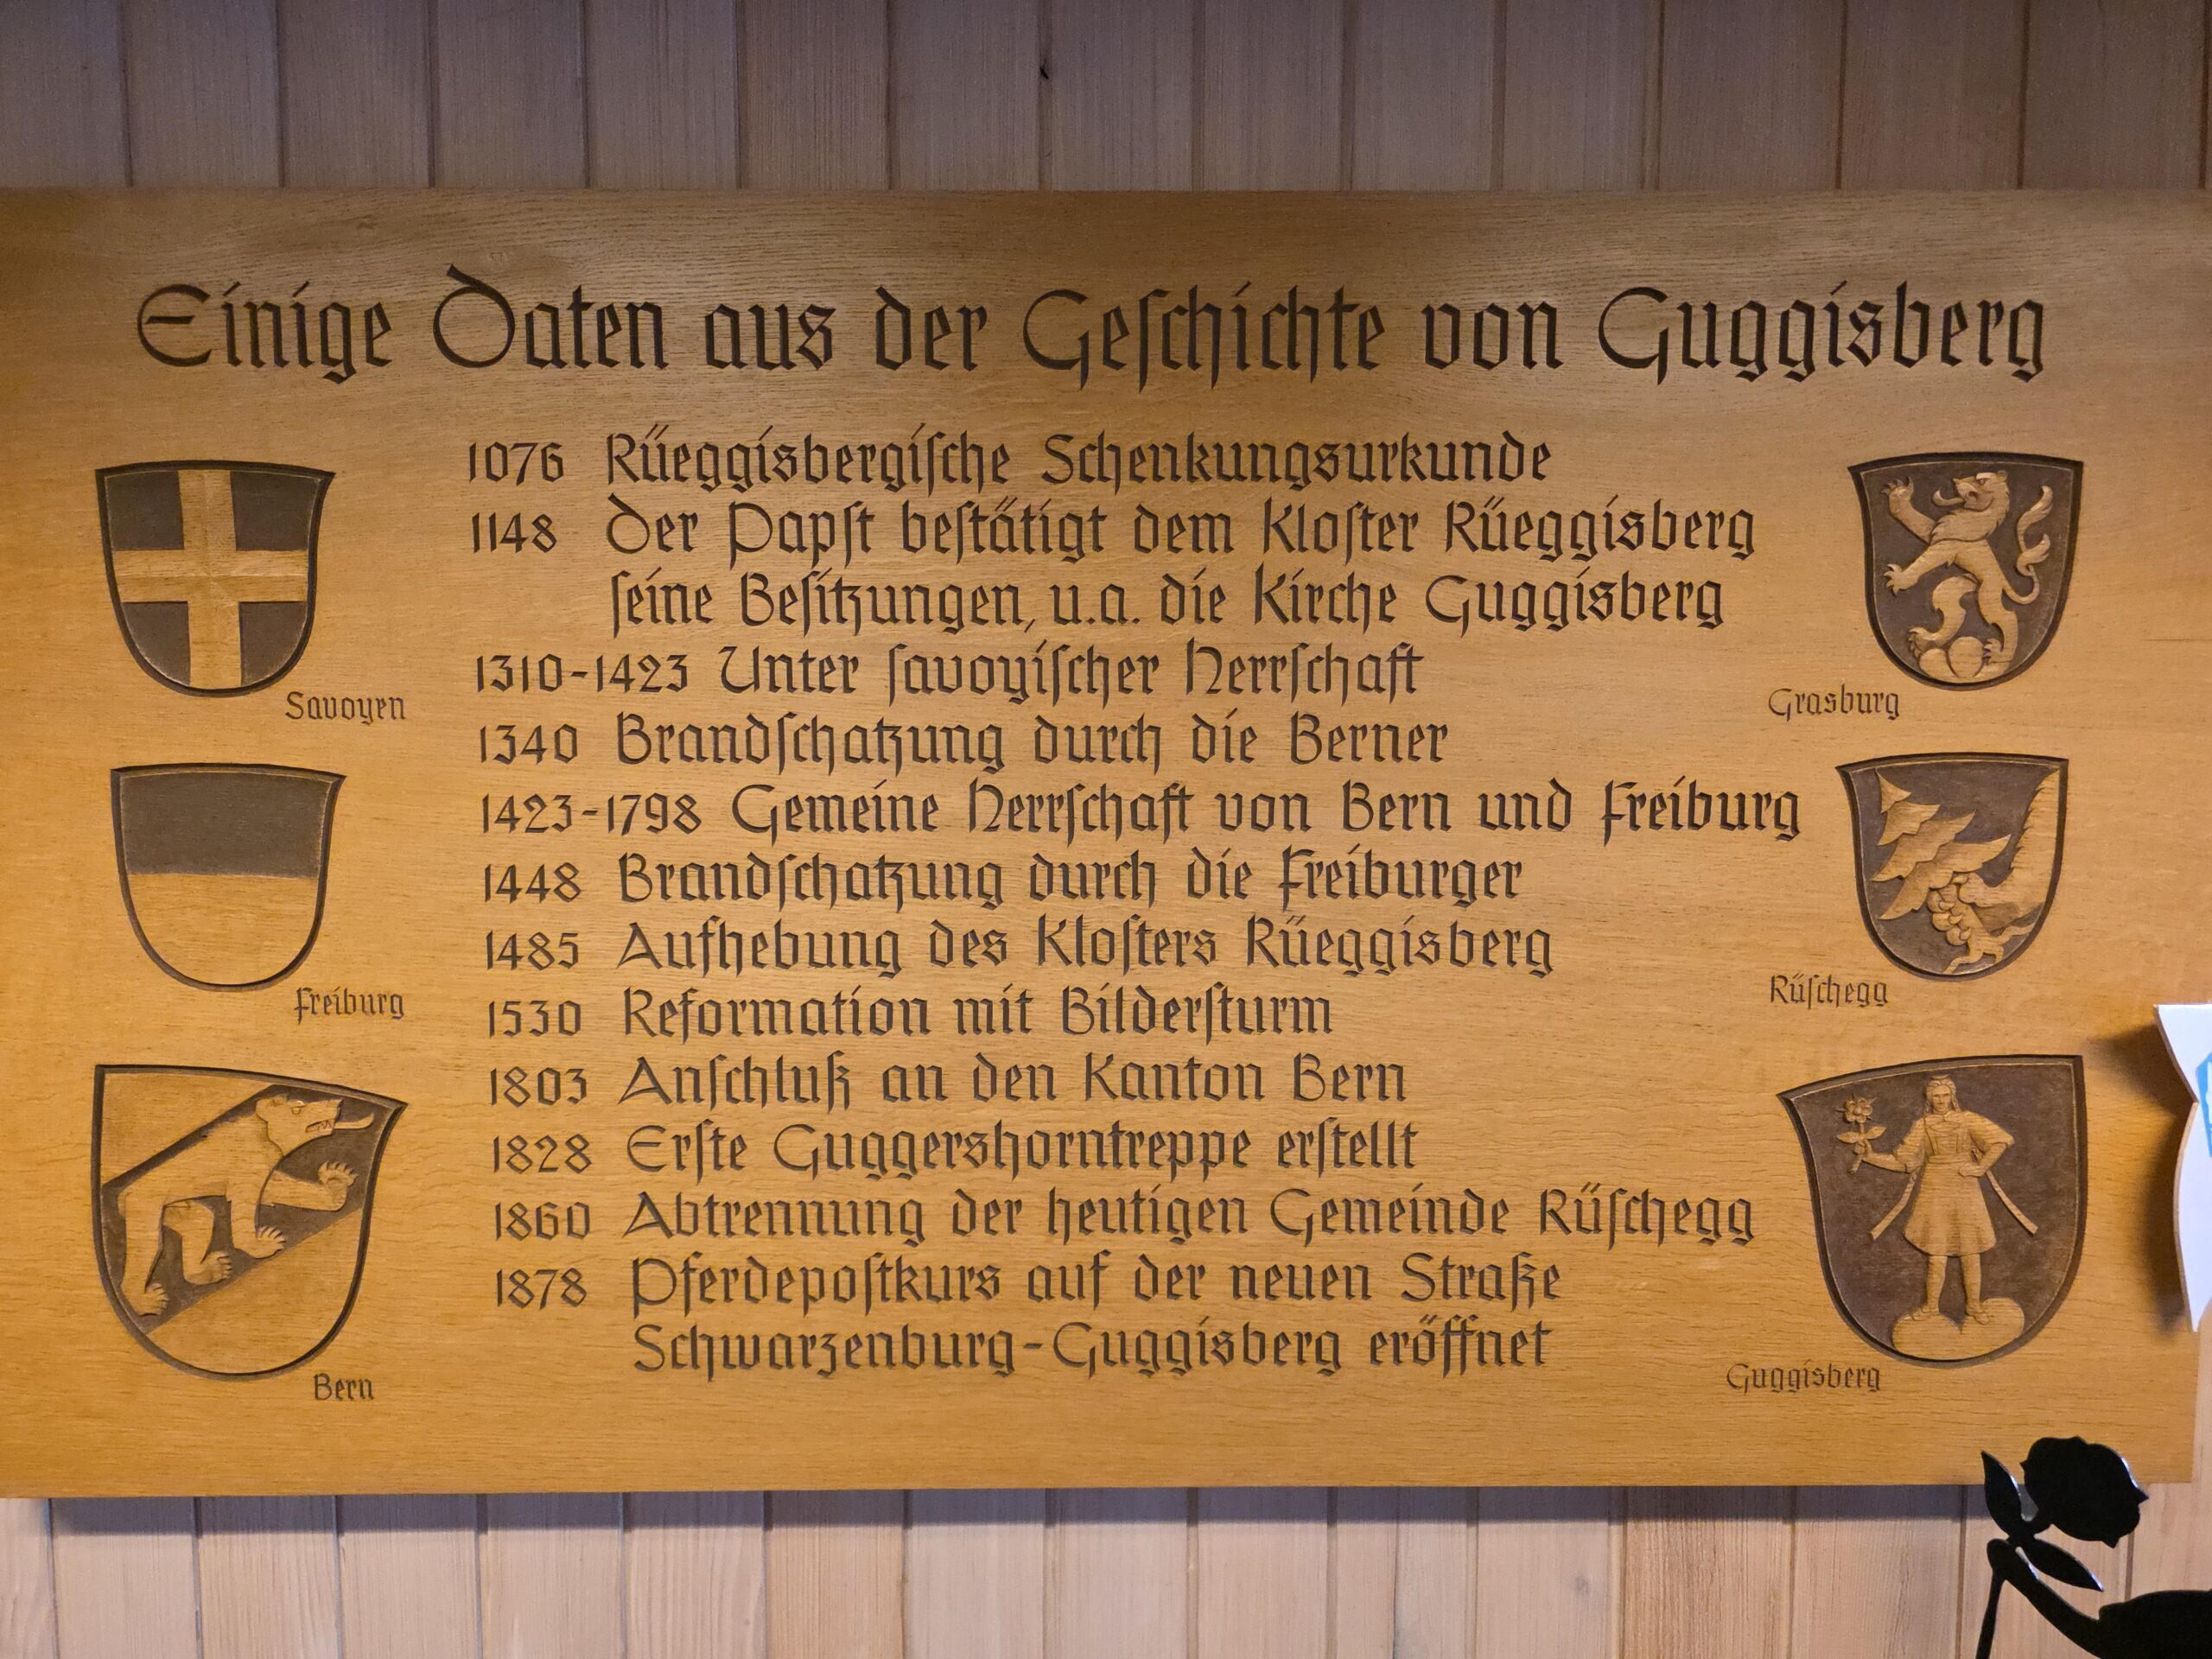 Einige Daten aus der Geſchichte von Guggisberg
1076 Rüeggisbergiſche Schenkungsurkunde
1148 Der Papſt beſtätigt dem Kloſter Rüeggisberg
ſeine Beſitzungen, u.a. die Kirche Guggisberg
1310-1423 Unter ſavoyiſcher Herrſchaft
1340 Brandſchatzung durch die Berner
1423-1798 Gemeine Herrſchaft von Bern und Freiburg
1448 Brandſchatzung durch die Freiburger
1485 Aufhebung des Kloſters Rüeggisberg
1530 Reformation mit Bilderſturm
1803 Anſchluß an den Kanton Bern
1828 Erſte Guggershorntreppe erſtellt
1860 Abtrennung der heutigen Gemeinde Rüſchegg
1878 Pferdepoſtkurs auf der neuen Straße
Schwarzenburg-Guggisberg eröffnet
Savoyen
Freiburg
Bern
Grasburg
Rüſchegg
Guggisberg